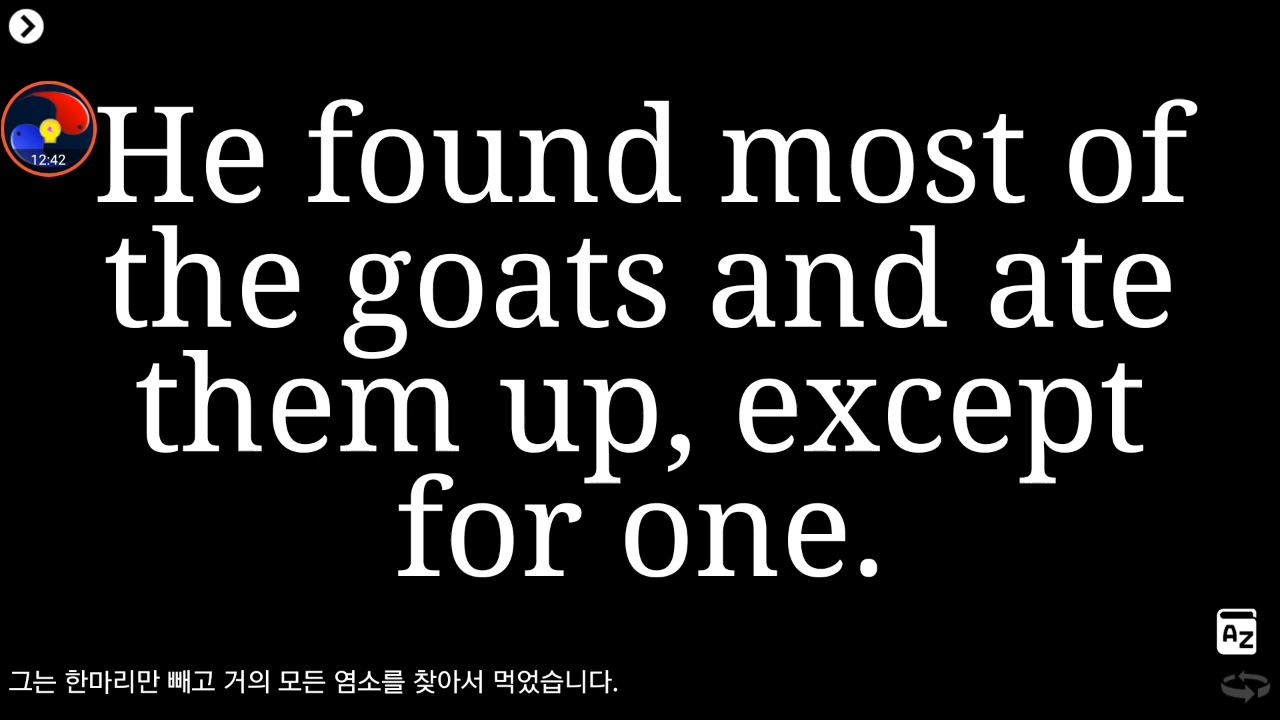 He found most of
the goats and ate
them up, except
for one.
12:42
AZ
그는 한마리만 빼고 거의 모든 염소를 찾아서 먹었습니다.